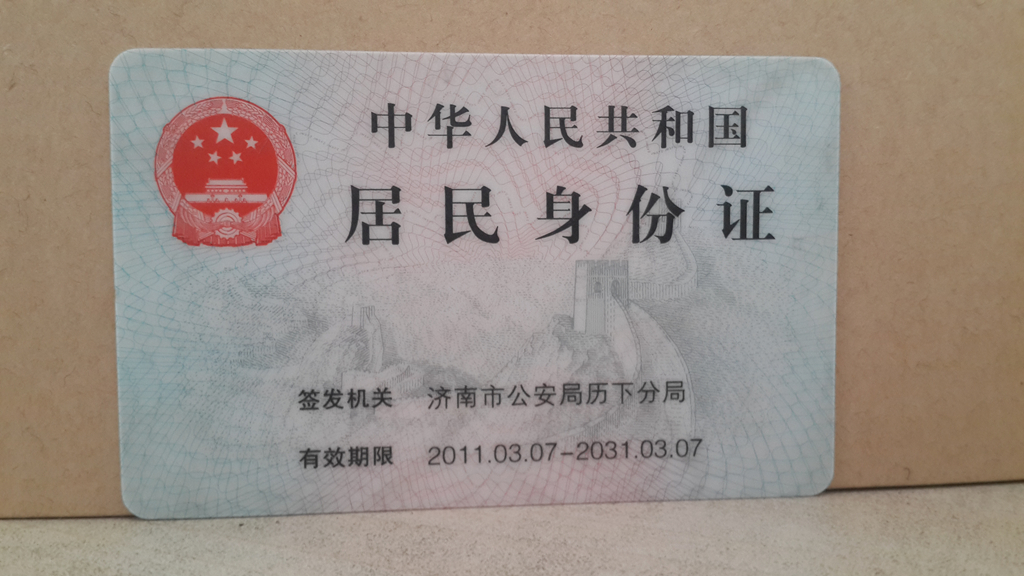 中华人民共和国
居民身份证
签发机关 济南市公安局历下分局
有效期限 2011.03.07-2031.03.07